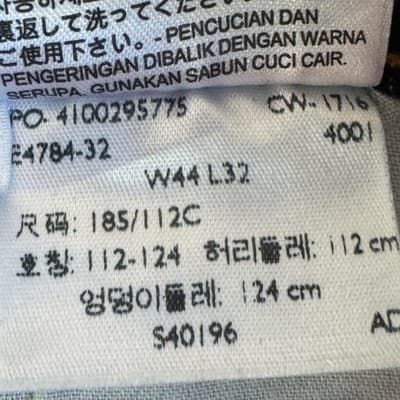 裏返して洗ってください
ご使用下さい。-PENCUCIAN DAN
PENGERINGAN DIBALIK DENGAN WARNA
SERUPA, GUNAKAN SABUN CUCI CAIR.
PO- 4100295775 CW- 1716
E4784-32 4001
W44 L32
尺码: 185/112C
호칭: 112-124 허리둘레: 112 cm
엉덩이둘레: 124 cm
S40196 AD